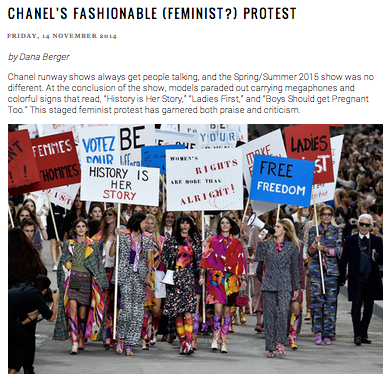 CHANEL'S FASHIONABLE (FEMINIST?) PROTEST
FRIDAY, 14 NOVEMBER 2014
by Dana Berger
Chanel runway shows always get people talking, and the Spring/Summer 2015 show was no
different. At the conclusion of the show, models paraded out carrying megaphones and
colorful signs that read, “History is Her Story,” “Ladies First,” and “Boys Should get Pregnant
Too.” This staged feminist protest has garnered both praise and criticism.
FEMMES
HOMMES
VOTEZ
POUR
BE
HISTORY IS
HER
STORY
WOMEN'S RIGHTS
ARE MORE THAN
ALRIGHT!
BE
YOUR
FREE
FREEDOM
LADIES